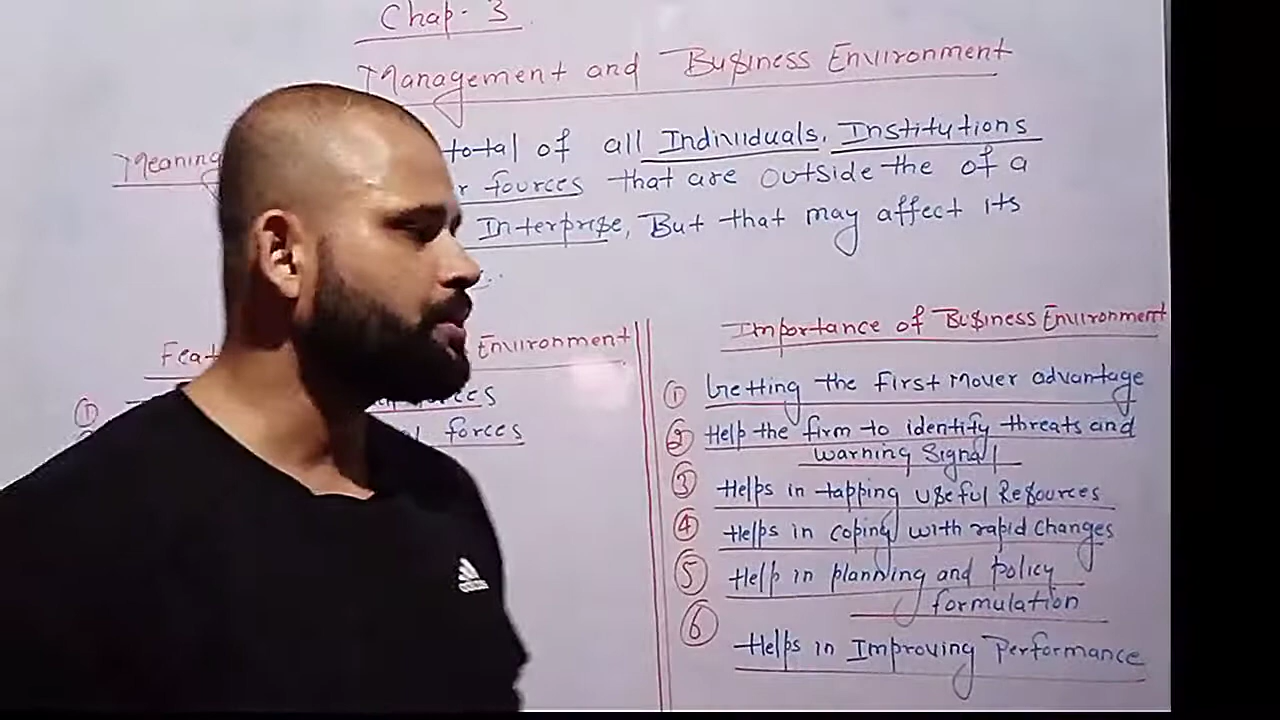 Chap- 3
Management and Business Environment
Meaning
total of all Individuals, Institutions
fources that are outside the of a
Interprise, But that may affect its
Environment
forces
① 
Importance of Business Environment
① Getting the First Mover advantage
② Help the firm to identify threats and
warning Signal
③ Helps in tapping useful Resources
④ Helps in coping with rapid changes
⑤ Help in planning and policy
formulation
⑥ Helps in Improving Performance
adidas